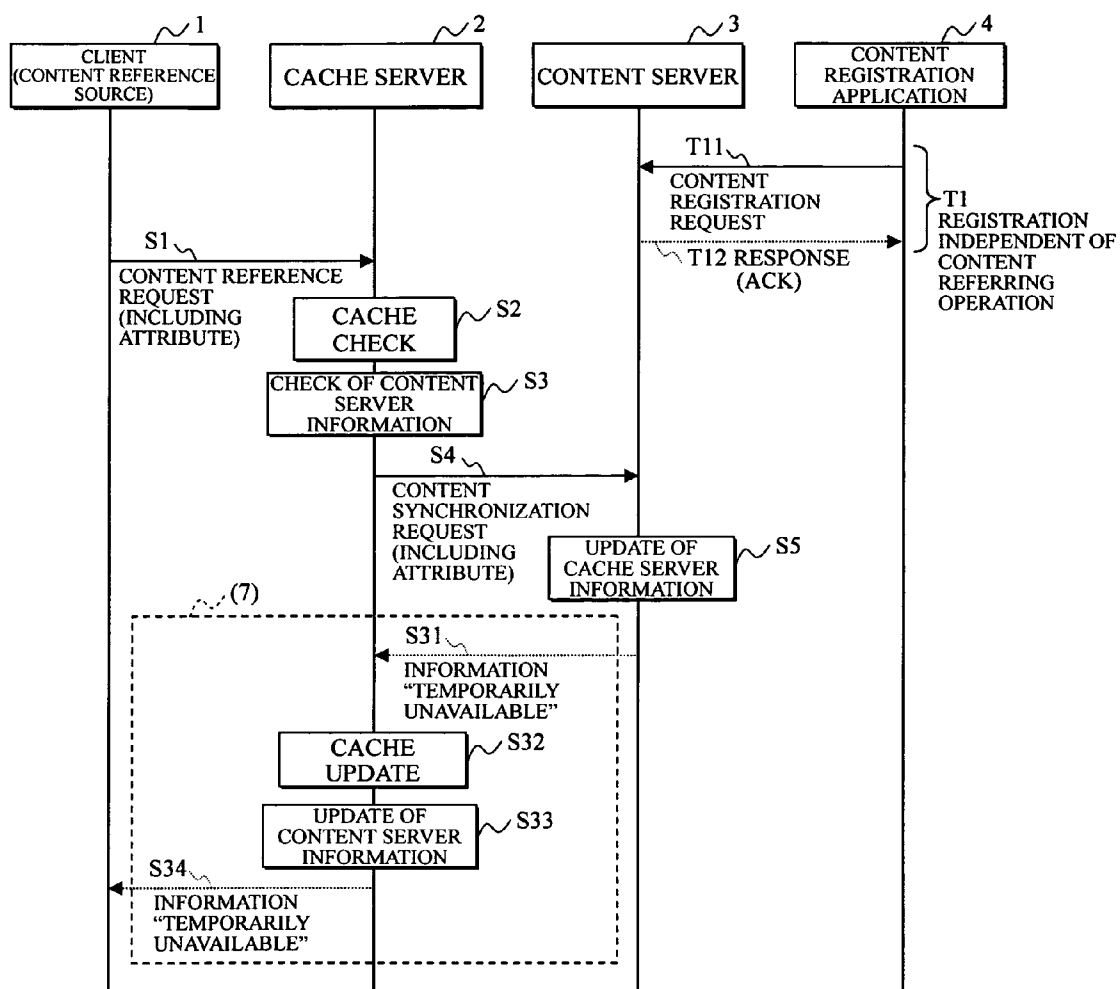 1
2
3
4
CLIENT
(CONTENT REFERENCE
SOURCE)
CACHE SERVER
CONTENT SERVER
CONTENT
REGISTRATION
APPLICATION
T11
CONTENT
REGISTRATION
REQUEST
T1
REGISTRATION
INDEPENDENT OF
CONTENT
REFERRING
OPERATION
T12 RESPONSE
(ACK)
S1
CONTENT REFERENCE
REQUEST
(INCLUDING
ATTRIBUTE)
CACHE
CHECK
S2
CHECK OF CONTENT
SERVER
INFORMATION
S3
S4
CONTENT
SYNCHRONIZATION
REQUEST
(INCLUDING
ATTRIBUTE)
UPDATE OF
CACHE SERVER
INFORMATION
S5
(7)
S31
INFORMATION
“TEMPORARILY
UNAVAILABLE”
CACHE
UPDATE
S32
UPDATE OF
CONTENT SERVER
INFORMATION
S33
S34
INFORMATION
“TEMPORARILY
UNAVAILABLE”